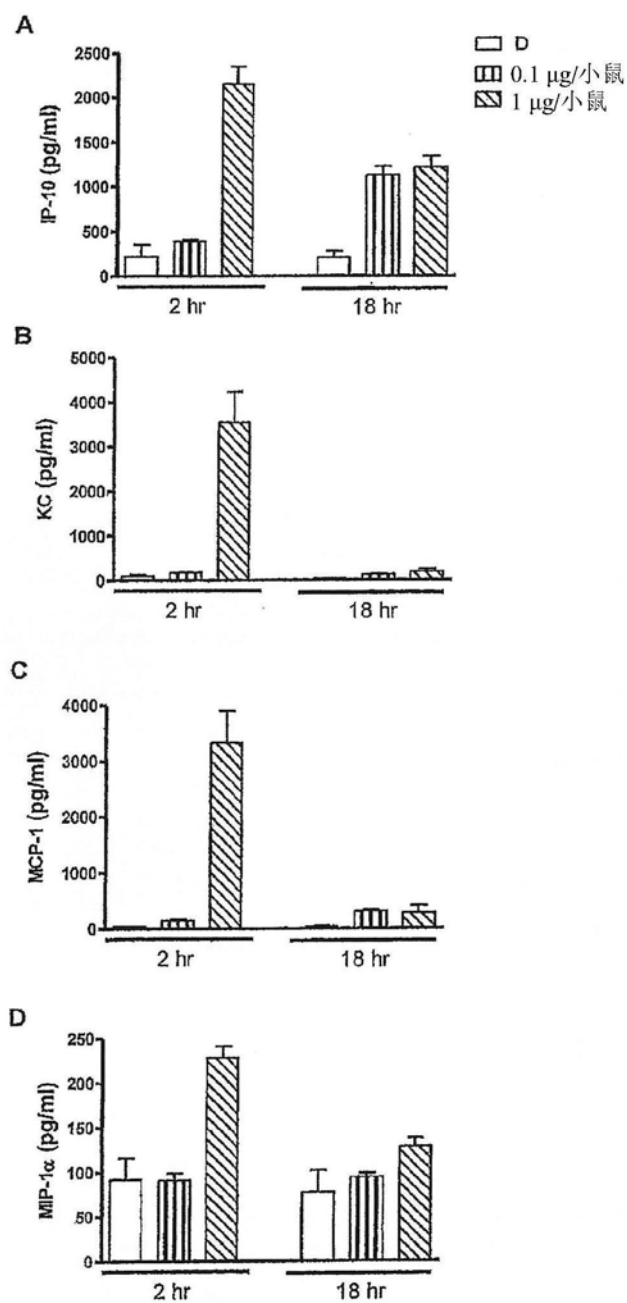 A
D
0.1 μg/小鼠
1 μg/小鼠
IP-10 (pg/ml)
2500
2000
1500
1000
500
0
2 hr
18 hr
B
KC (pg/ml)
5000
4000
3000
2000
1000
0
2 hr
18 hr
C
MCP-1 (pg/ml)
4000
3000
2000
1000
0
2 hr
18 hr
D
MIP-1α (pg/ml)
250
200
150
100
50
0
2 hr
18 hr